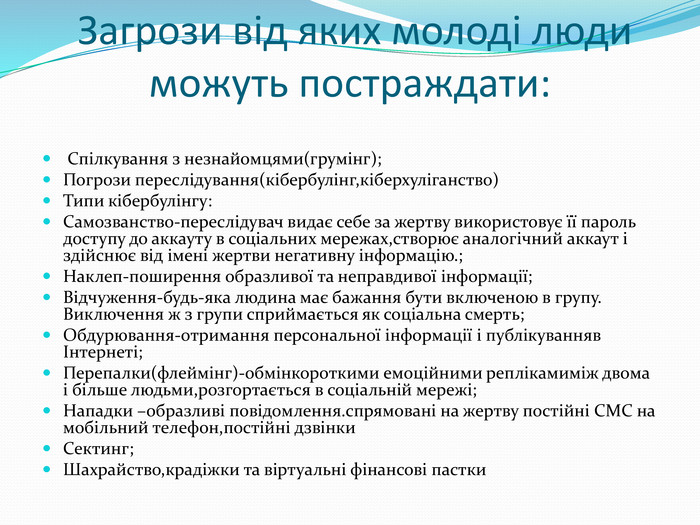 Загрози від яких молоді люди
можуть постраждати:
Спілкування з незнайомцями(грумінг);
Погрози переслідування(кібербулінг,кіберхуліганство)
Типи кібербулінгу:
Самозванство-переслідувач видає себе за жертву використовує її пароль
доступу до аккауту в соціальних мережах,створює аналогічний аккаут і
здійснює від імені жертви негативну інформацію.;
Наклеп-поширення образливої та неправдивої інформації;
Відчуження-будь-яка людина має бажання бути включеною в групу.
Виключення ж з групи сприймається як соціальна смерть;
Обдурювання-отримання персональної інформації і публікуванняв
Інтернеті;
Перепалки(флеймінг)-обмінкороткими емоційними реплікамиміж двома
і більше людьми,розгортається в соціальній мережі;
Нападки –образливі повідомлення.спрямовані на жертву постійні СМС на
мобільний телефон,постійні дзвінки
Сектинг;
Шахрайство,крадіжки та віртуальні фінансові пастки